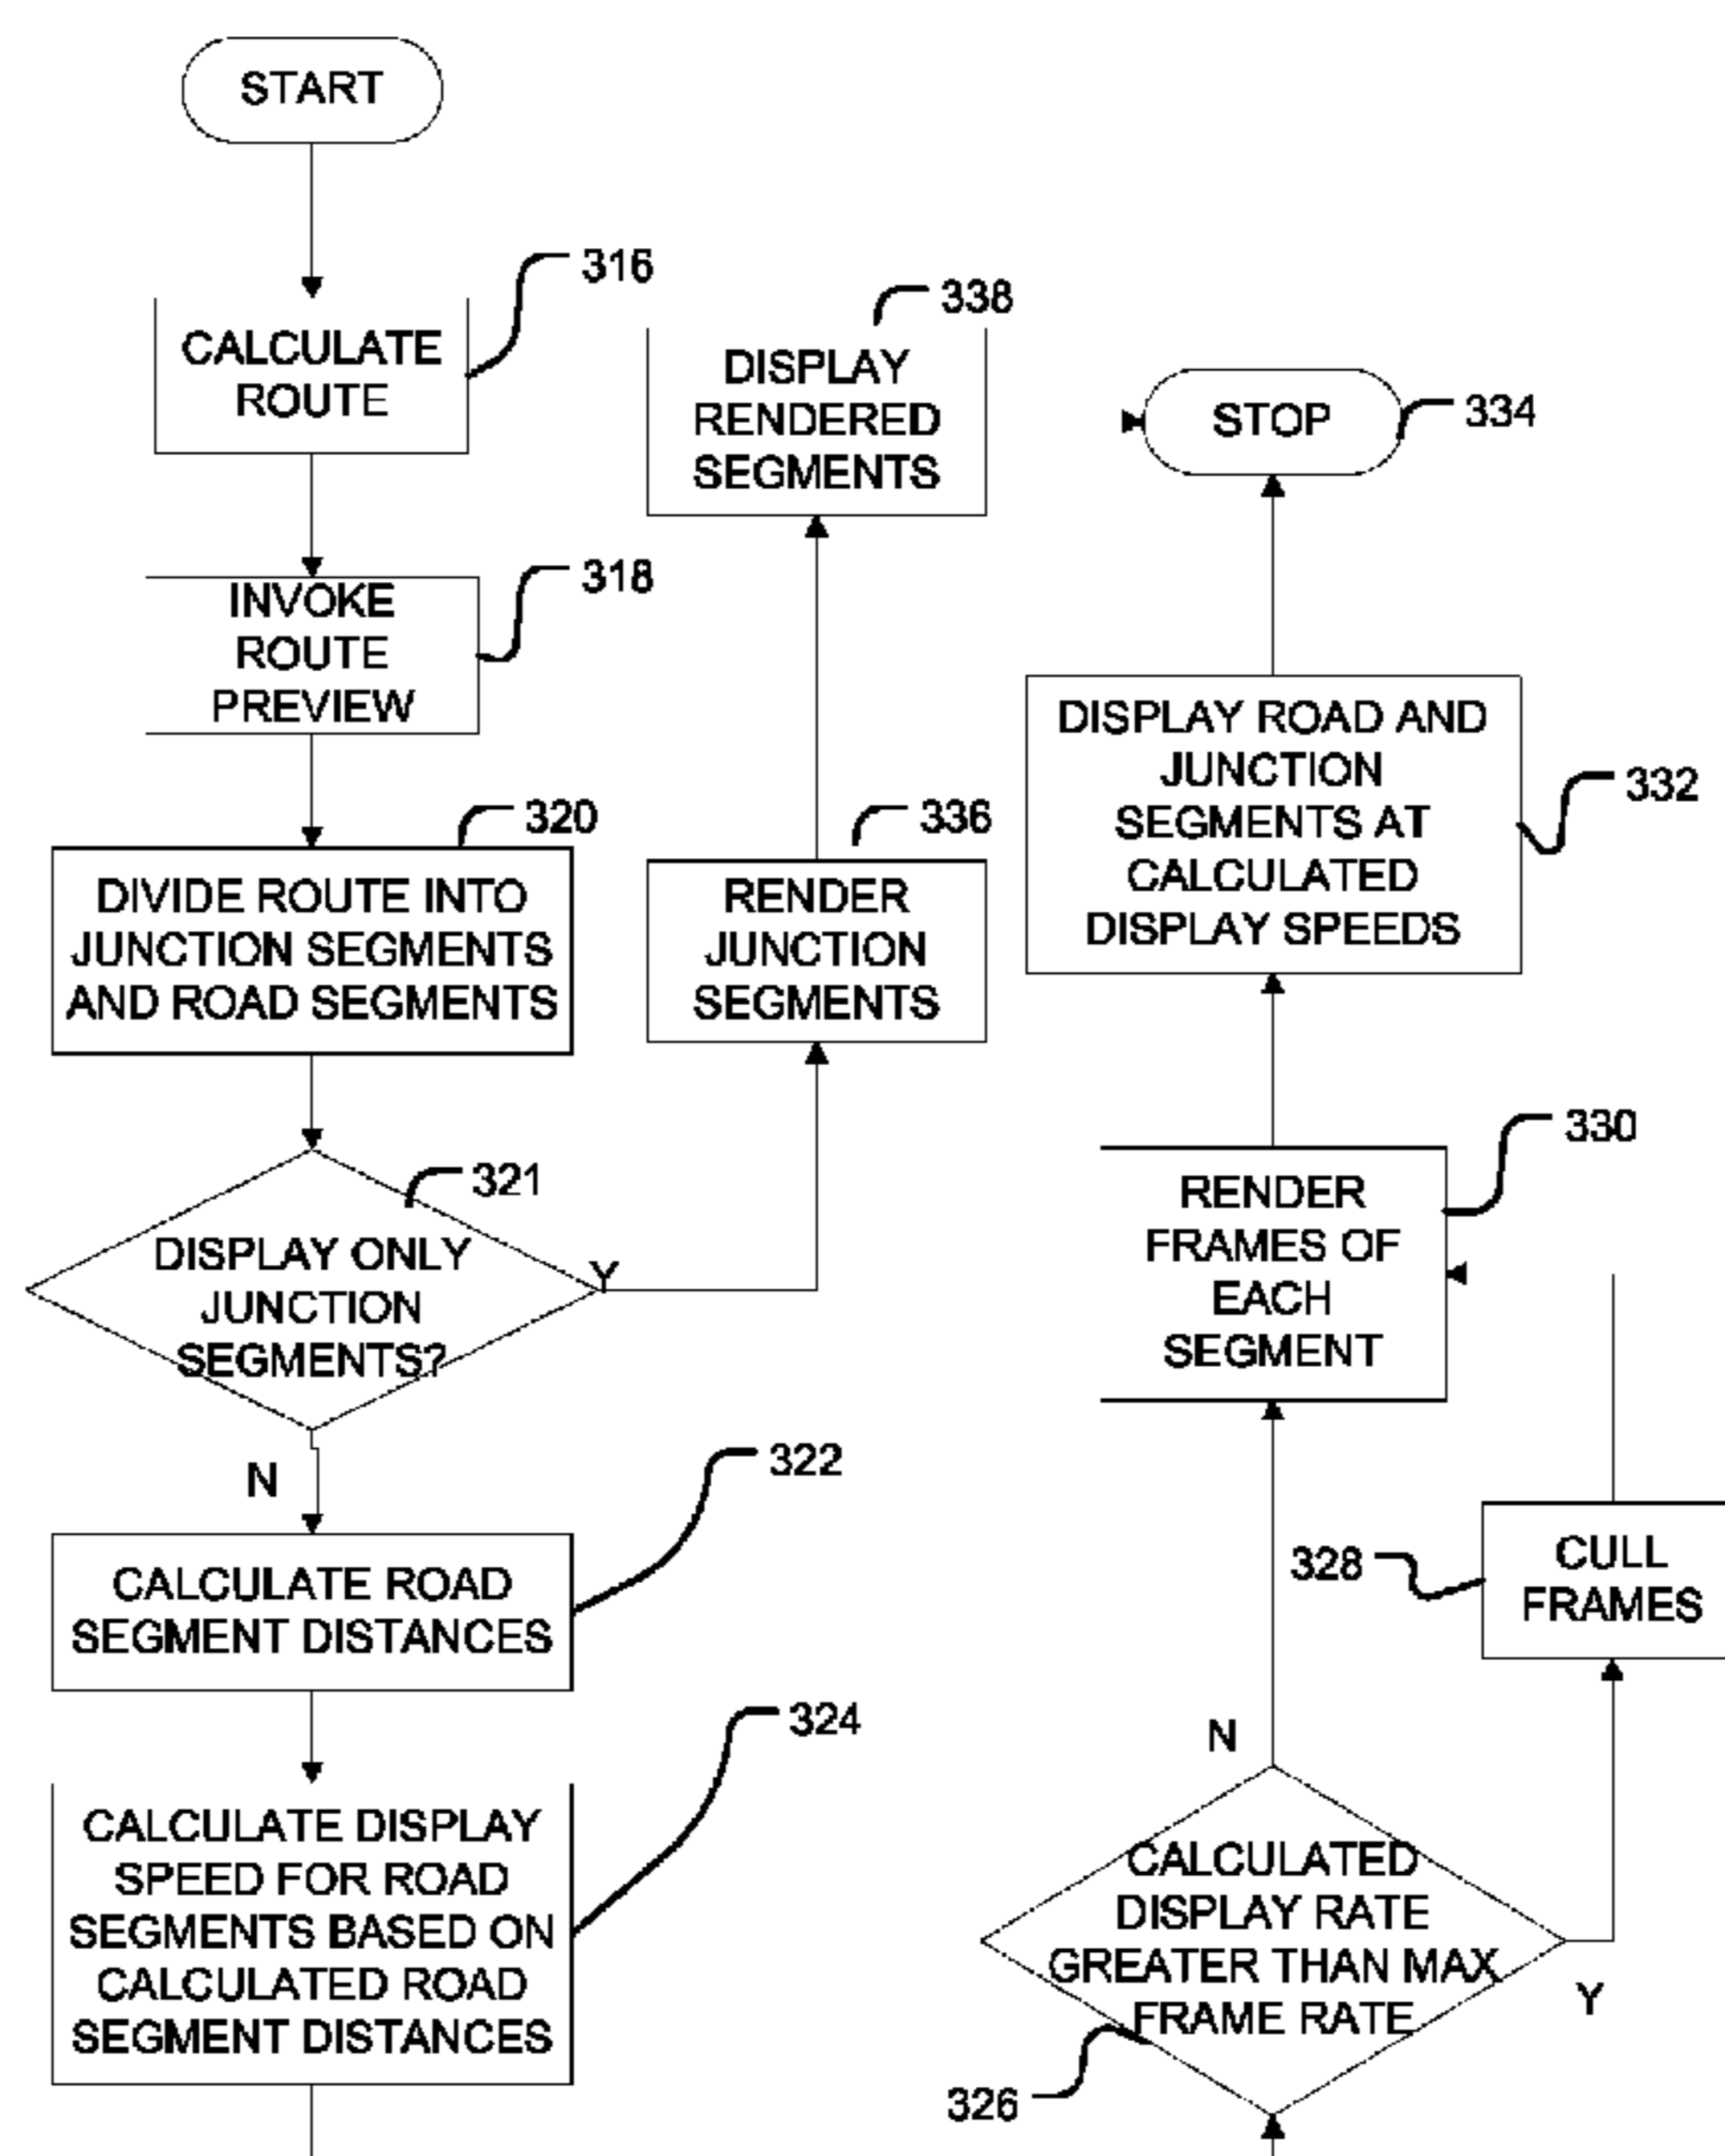 START
316
CALCULATE
ROUTE
318
INVOKE
ROUTE
PREVIEW
320
DIVIDE ROUTE INTO
JUNCTION SEGMENTS
AND ROAD SEGMENTS
321
DISPLAY ONLY
JUNCTION
SEGMENTS?
Y
N
322
CALCULATE ROAD
SEGMENT DISTANCES
324
CALCULATE DISPLAY
SPEED FOR ROAD
SEGMENTS BASED ON
CALCULATED ROAD
SEGMENT DISTANCES
338
DISPLAY
RENDERED
SEGMENTS
336
RENDER
JUNCTION
SEGMENTS
STOP
334
DISPLAY ROAD AND
JUNCTION
SEGMENTS AT
CALCULATED
DISPLAY SPEEDS
332
330
RENDER
FRAMES OF
EACH
SEGMENT
328
CULL
FRAMES
N
CALCULATED
DISPLAY RATE
GREATER THAN MAX
FRAME RATE
Y
326